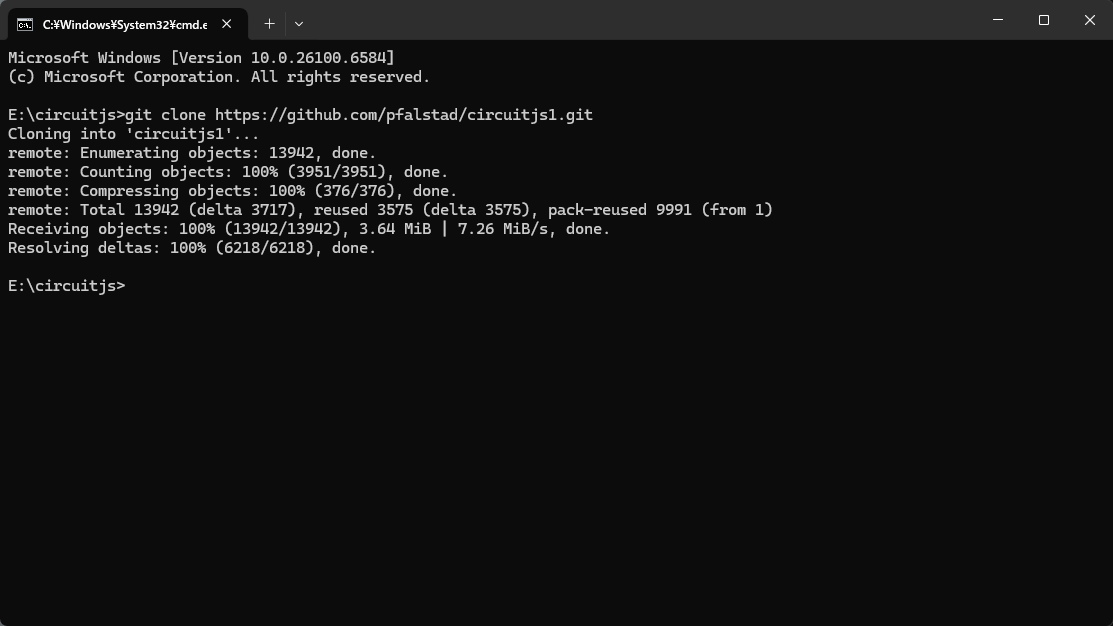 C:¥Windows¥System32¥cmd.e
Microsoft Windows [Version 10.0.26100.6584]
(c) Microsoft Corporation. All rights reserved.
E:\circuitjs>git clone https://github.com/pfalstad/circuitjs1.git
Cloning into 'circuitjs1'...
remote: Enumerating objects: 13942, done.
remote: Counting objects: 100% (3951/3951), done.
remote: Compressing objects: 100% (376/376), done.
remote: Total 13942 (delta 3717), reused 3575 (delta 3575), pack-reused 9991 (from 1)
Receiving objects: 100% (13942/13942), 3.64 MiB | 7.26 MiB/s, done.
Resolving deltas: 100% (6218/6218), done.
E:\circuitjs>